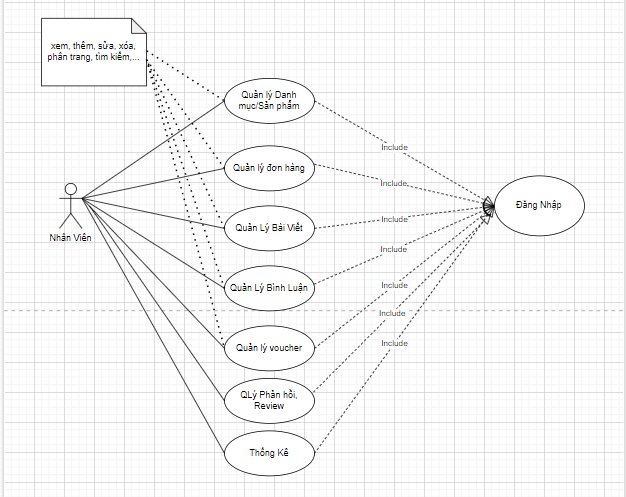 xem, thêm, sửa, xóa,
phân trang, tìm kiếm,...
Quản lý Danh
mục/Sản phẩm
Include
Quản lý đơn hàng
Include
Đăng Nhập
Nhân Viên
Quản Lý Bài Viết
Include
Include
Quản Lý Bình Luận
Include
Include
Quản lý voucher
Include
QLý Phản hồi,
Review
Thống Kê